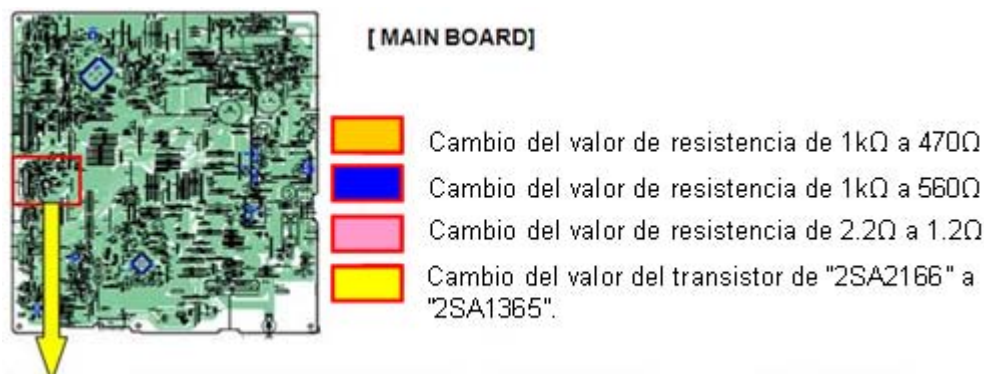 [ MAIN BOARD]
Cambio del valor de resistencia de 1kΩ a 470Ω
Cambio del valor de resistencia de 1kΩ a 560Ω
Cambio del valor de resistencia de 2.2Ω a 1.2Ω
Cambio del valor del transistor de "2SA2166" a
"2SA1365".